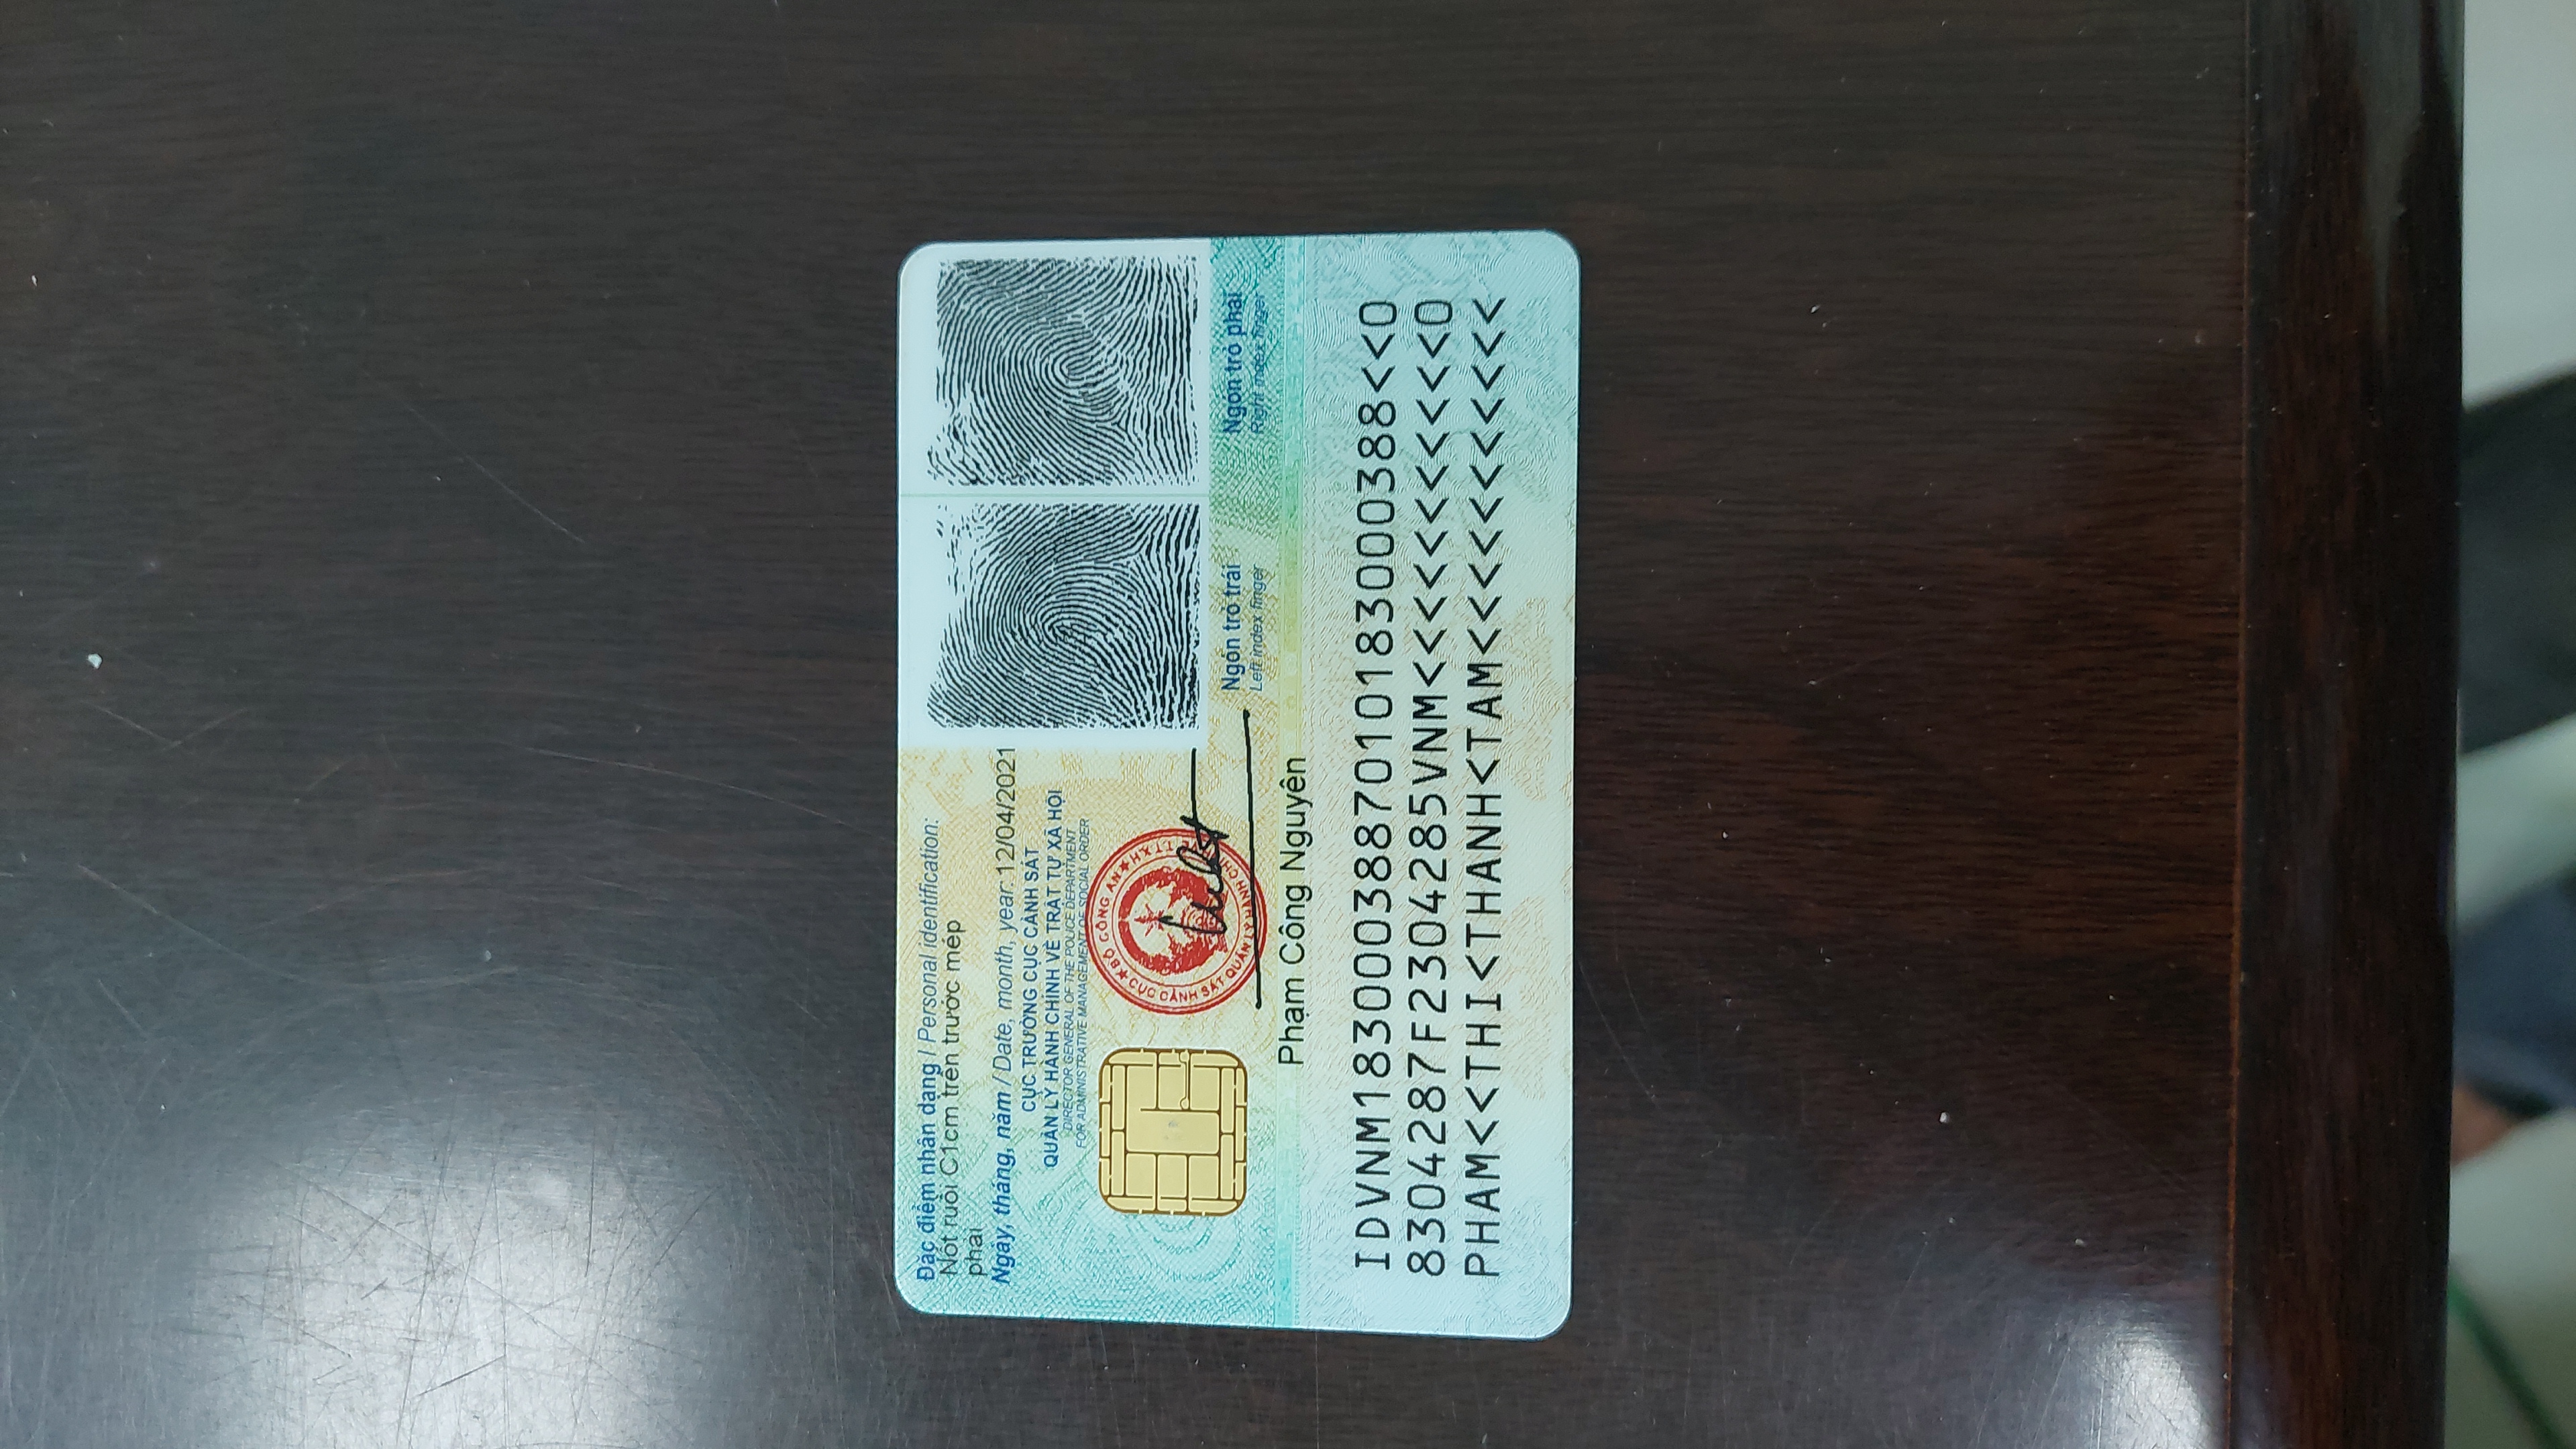 Đặc điểm nhân dạng / Personal identification:
Nốt ruồi C1cm trên trước mép
phải
Ngày, tháng, năm / Date, month, year: 12/04/2021
CỤC TRƯỞNG CỤC CẢNH SÁT
QUẢN LÝ HÀNH CHÍNH VỀ TRẬT TỰ XÃ HỘI
DIRECTOR GENERAL OF THE POLICE DEPARTMENT
FOR ADMINISTRATIVE MANAGEMENT OF SOCIAL ORDER
BỘ CÔNG AN
CỤC CẢNH SÁT QUẢN LÝ HÀNH CHÍNH
Ngón trỏ trái
Left index finger
Ngón trỏ phải
Right index finger
Phạm Công Nguyên
IDVNM1830003887010183000388<<0
8304287F2304285VNM<<<<<<<<<<<0
PHAM<<THI<THANH<TAM<<<<<<<<<<<